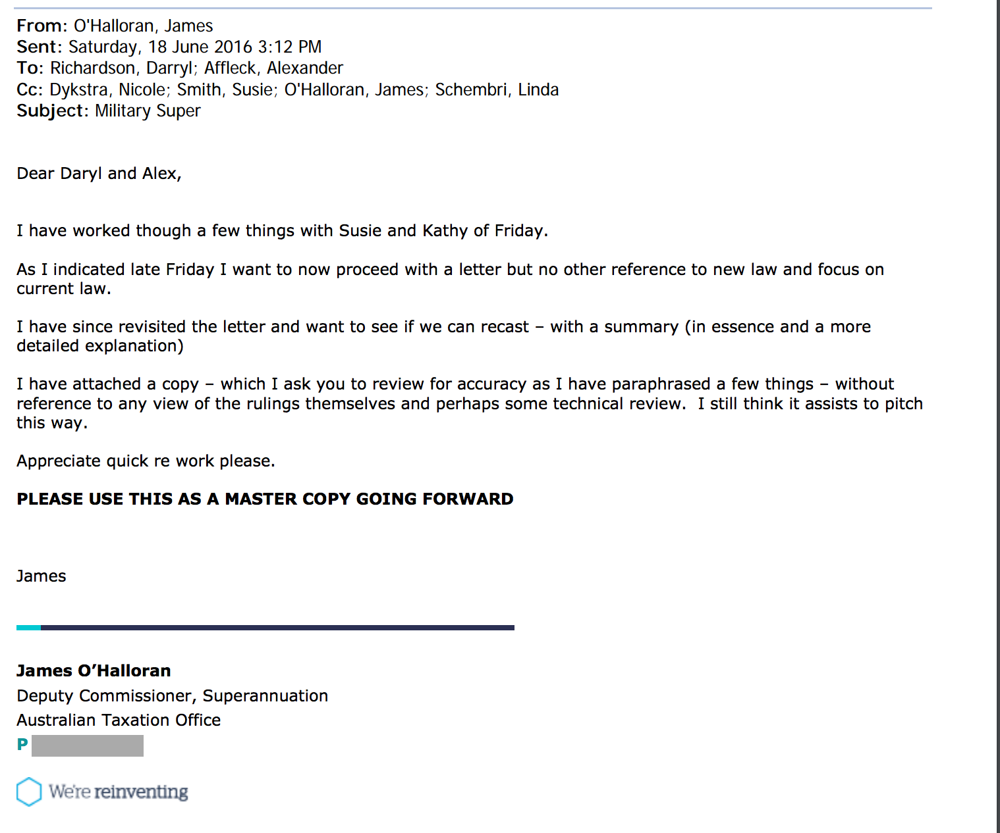 From: O'Halloran, James
Sent: Saturday, 18 June 2016 3:12 PM
To: Richardson, Darryl; Affleck, Alexander
Cc: Dykstra, Nicole; Smith, Susie; O'Halloran, James; Schembri, Linda
Subject: Military Super
Dear Daryl and Alex,
I have worked though a few things with Susie and Kathy of Friday.
As I indicated late Friday I want to now proceed with a letter but no other reference to new law and focus on
current law.
I have since revisited the letter and want to see if we can recast – with a summary (in essence and a more
detailed explanation)
I have attached a copy – which I ask you to review for accuracy as I have paraphrased a few things – without
reference to any view of the rulings themselves and perhaps some technical review.  I still think it assists to pitch
this way.
Appreciate quick re work please.
PLEASE USE THIS AS A MASTER COPY GOING FORWARD
James
James O’Halloran
Deputy Commissioner, Superannuation
Australian Taxation Office
P
We're reinventing